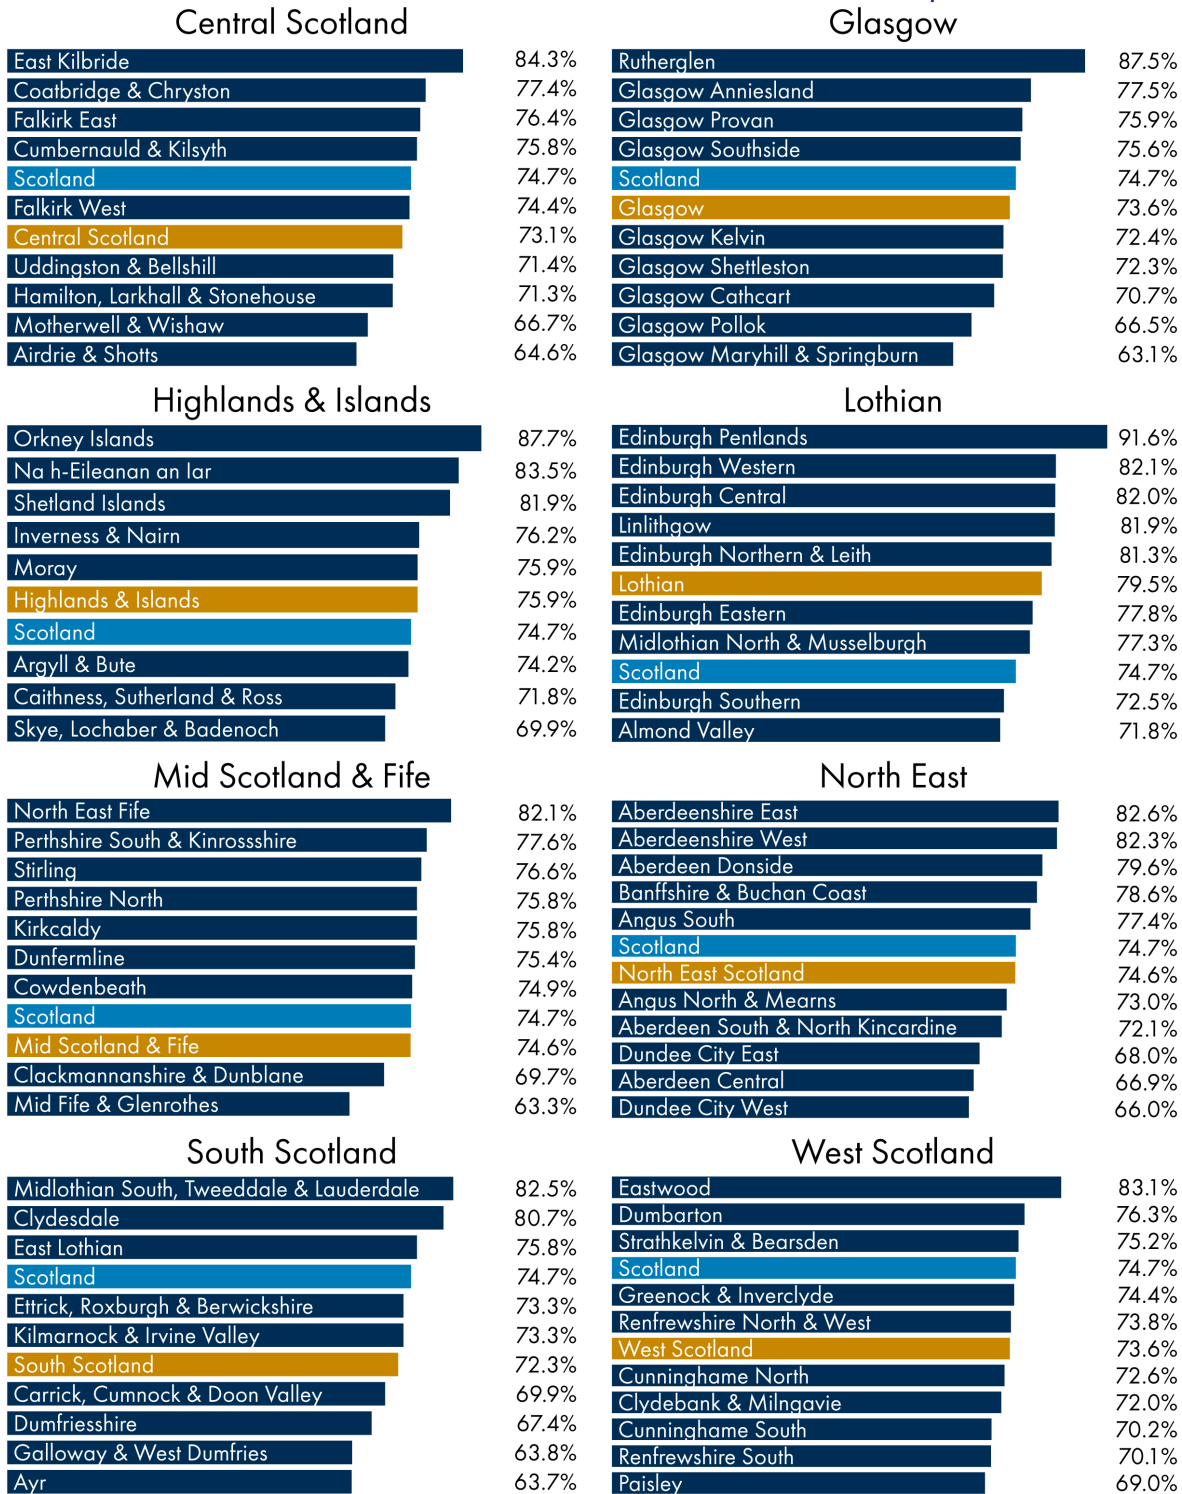 Central Scotland
East Kilbride 84.3%
Coatbridge & Chryston 77.4%
Falkirk East 76.4%
Cumbernauld & Kilsyth 75.8%
Scotland 74.7%
Falkirk West 74.4%
Central Scotland 73.1%
Uddingston & Bellshill 71.4%
Hamilton, Larkhall & Stonehouse 71.3%
Motherwell & Wishaw 66.7%
Airdrie & Shotts 64.6%
Glasgow
Rutherglen 87.5%
Glasgow Anniesland 77.5%
Glasgow Provan 75.9%
Glasgow Southside 75.6%
Scotland 74.7%
Glasgow 73.6%
Glasgow Kelvin 72.4%
Glasgow Shettleston 72.3%
Glasgow Cathcart 70.7%
Glasgow Pollok 66.5%
Glasgow Maryhill & Springburn 63.1%
Highlands & Islands
Orkney Islands 87.7%
Na h-Eileanan an Iar 83.5%
Shetland Islands 81.9%
Inverness & Nairn 76.2%
Moray 75.9%
Highlands & Islands 75.9%
Scotland 74.7%
Argyll & Bute 74.2%
Caithness, Sutherland & Ross 71.8%
Skye, Lochaber & Badenoch 69.9%
Lothian
Edinburgh Pentlands 91.6%
Edinburgh Western 82.1%
Edinburgh Central 82.0%
Linlithgow 81.9%
Edinburgh Northern & Leith 81.3%
Lothian 79.5%
Edinburgh Eastern 77.8%
Midlothian North & Musselburgh 77.3%
Scotland 74.7%
Edinburgh Southern 72.5%
Almond Valley 71.8%
Mid Scotland & Fife
North East Fife 82.1%
Perthshire South & Kinrossshire 77.6%
Stirling 76.6%
Perthshire North 75.8%
Kirkcaldy 75.8%
Dunfermline 75.4%
Cowdenbeath 74.9%
Scotland 74.7%
Mid Scotland & Fife 74.6%
Clackmannanshire & Dunblane 69.7%
Mid Fife & Glenrothes 63.3%
North East
Aberdeenshire East 82.6%
Aberdeenshire West 82.3%
Aberdeen Donside 79.6%
Banffshire & Buchan Coast 78.6%
Angus South 77.4%
Scotland 74.7%
North East Scotland 74.6%
Angus North & Mearns 73.0%
Aberdeen South & North Kincardine 72.1%
Dundee City East 68.0%
Aberdeen Central 66.9%
Dundee City West 66.0%
South Scotland
Midlothian South, Tweeddale & Lauderdale 82.5%
Clydesdale 80.7%
East Lothian 75.8%
Scotland 74.7%
Ettrick, Roxburgh & Berwickshire 73.3%
Kilmarnock & Irvine Valley 73.3%
South Scotland 72.3%
Carrick, Cumnock & Doon Valley 69.9%
Dumfriesshire 67.4%
Galloway & West Dumfries 63.8%
Ayr 63.7%
West Scotland
Eastwood 83.1%
Dumbarton 76.3%
Strathkelvin & Bearsden 75.2%
Scotland 74.7%
Greenock & Inverclyde 74.4%
Renfrewshire North & West 73.8%
West Scotland 73.6%
Cunninghame North 72.6%
Clydebank & Milngavie 72.0%
Cunninghame South 70.2%
Renfrewshire South 70.1%
Paisley 69.0%